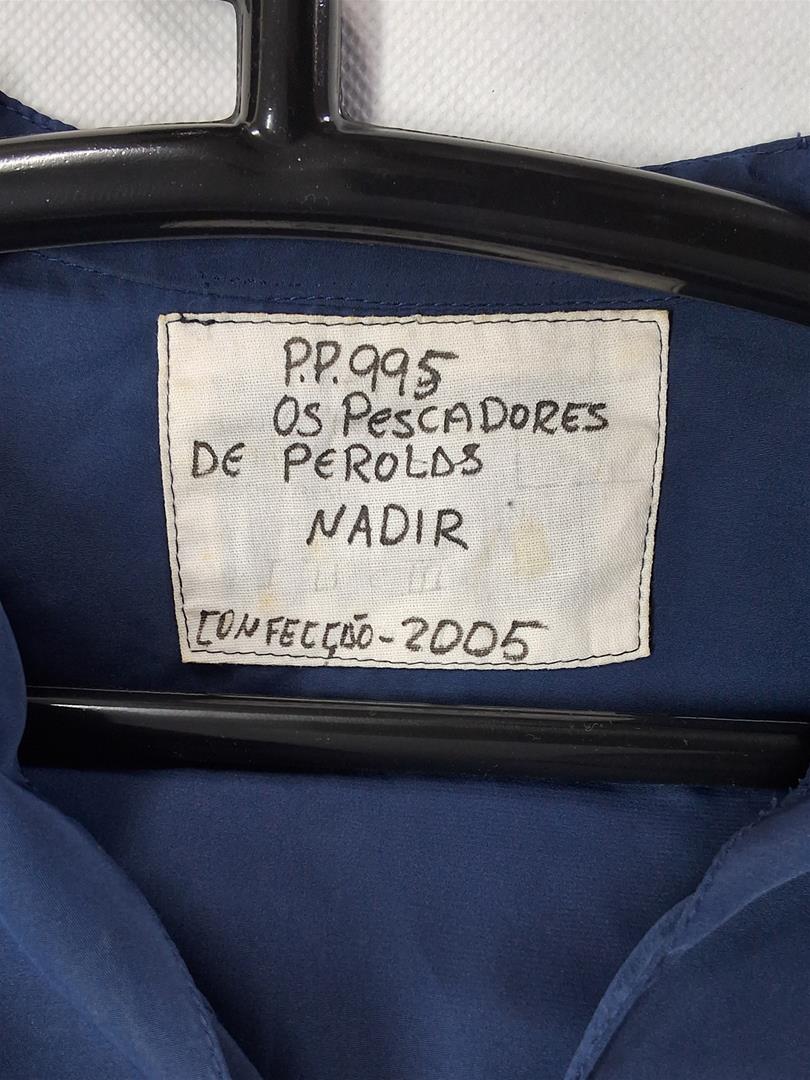 P.P.995
OS PESCADORES
DE PEROLAS
NADIR
CONFECÇÃO-2005